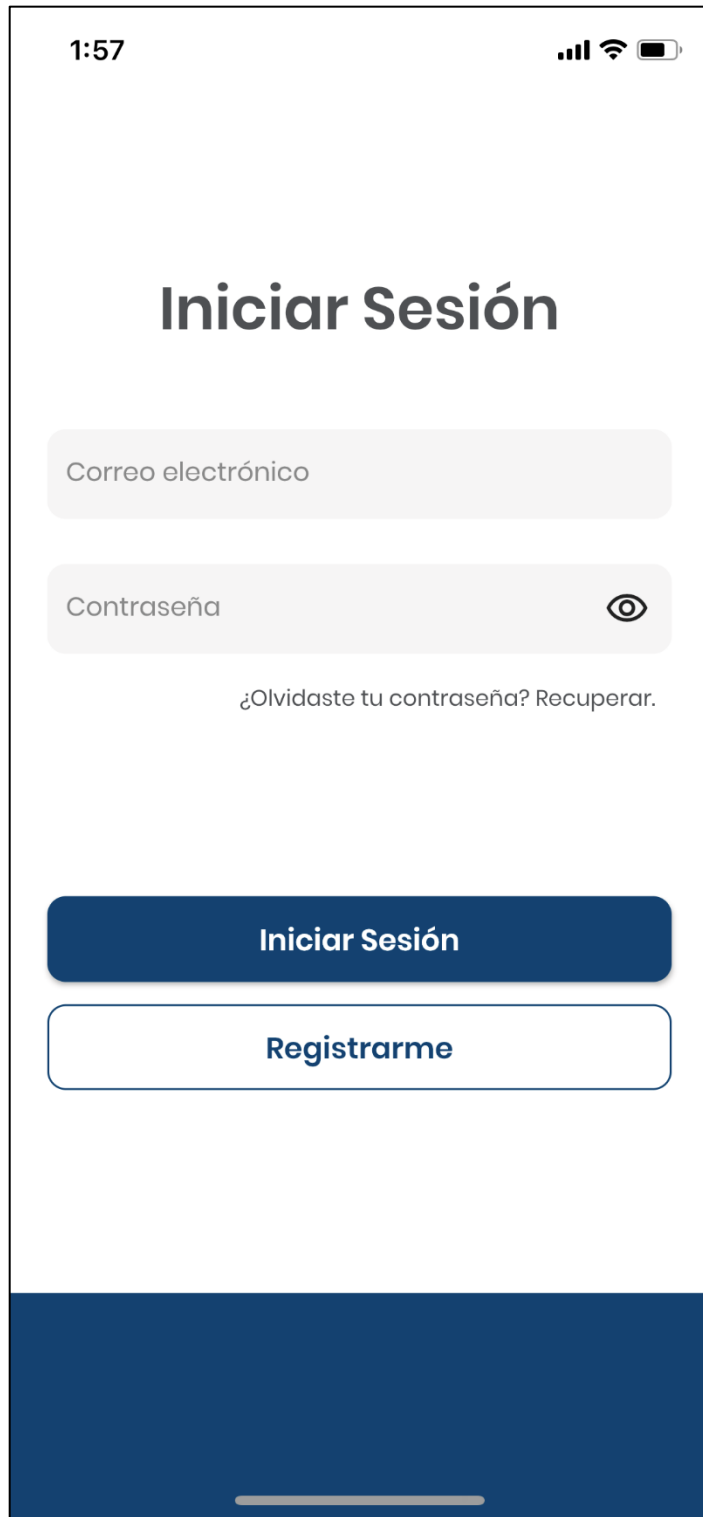 1:57
Iniciar Sesión
Correo electrónico
Contraseña
¿Olvidaste tu contraseña? Recuperar.
Iniciar Sesión
Registrarme